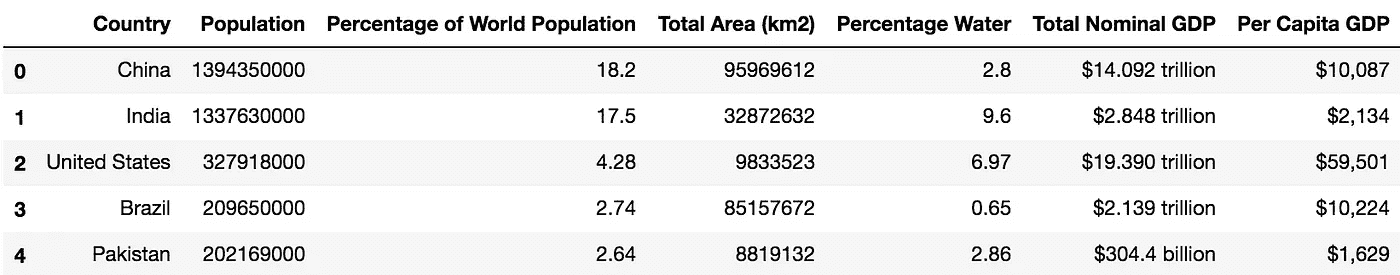 Country Population Percentage of World Population Total Area (km2) Percentage Water Total Nominal GDP Per Capita GDP
0 China 1394350000 18.2 95969612 2.8 $14.092 trillion $10,087
1 India 1337630000 17.5 32872632 9.6 $2.848 trillion $2,134
2 United States 327918000 4.28 9833523 6.97 $19.390 trillion $59,501
3 Brazil 209650000 2.74 85157672 0.65 $2.139 trillion $10,224
4 Pakistan 202169000 2.64 8819132 2.86 $304.4 billion $1,629